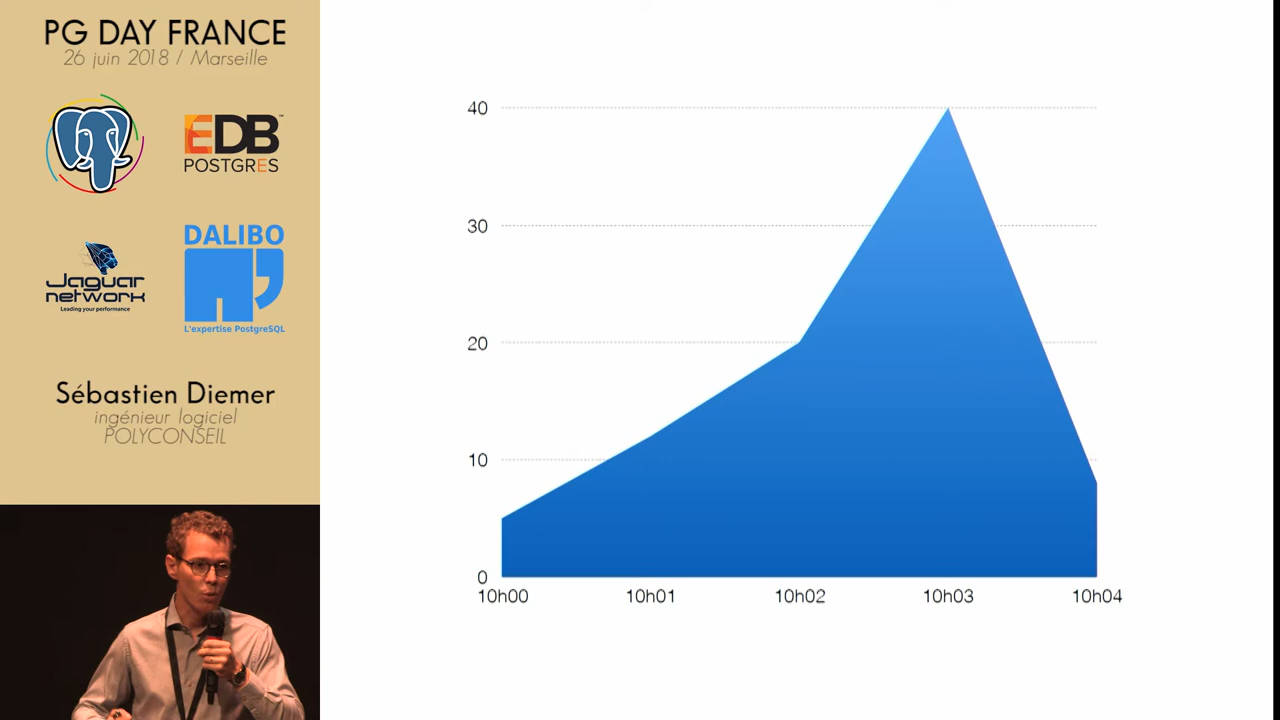 PG DAY FRANCE
26 juin 2018 / Marseille
EDB™
POSTGRES
Jaguar
network
Leading your performance
DALIBO
L'expertise PostgreSQL
Sébastien Diemer
ingénieur logiciel
POLYCONSEIL
40
30
20
10
0
10h00 10h01 10h02 10h03 10h04